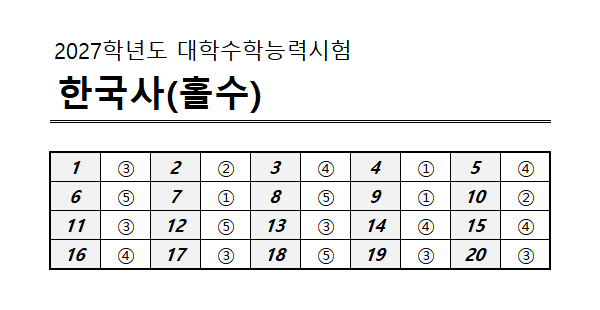 2027학년도 대학수학능력시험
한국사(홀수)
1 ③ 2 ② 3 ④ 4 ① 5 ④
6 ⑤ 7 ① 8 ⑤ 9 ① 10 ②
11 ③ 12 ⑤ 13 ③ 14 ④ 15 ④
16 ④ 17 ③ 18 ⑤ 19 ③ 20 ③